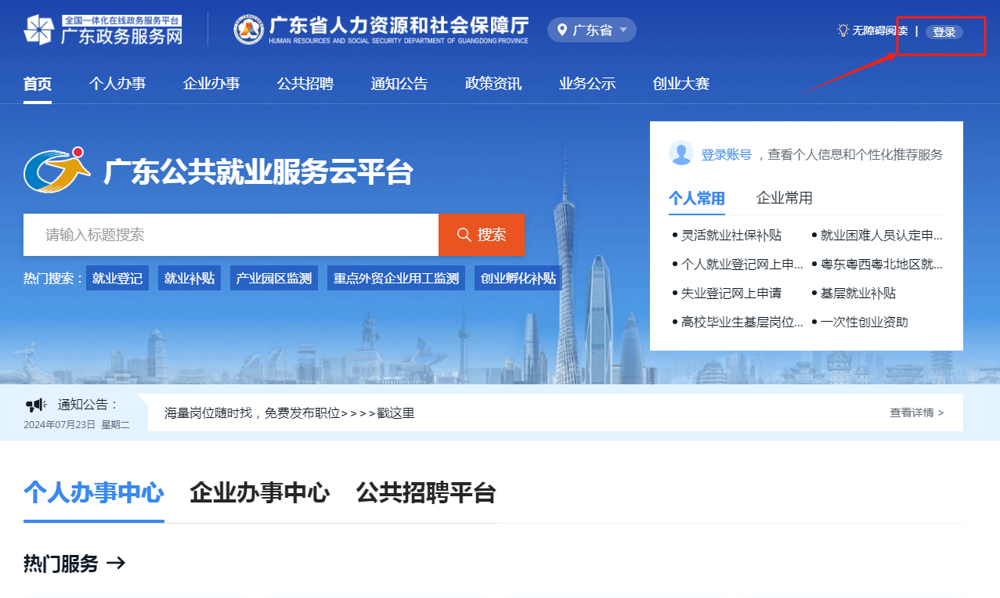 全国一体化在线政务服务平台
广东政务服务网
广东省人力资源和社会保障厅
HUMAN RESOURCES AND SOCIAL SECURITY DEPARTMENT OF GUANGDONG PROVINCE
广东省
无障碍阅读 | 登录
首页 个人办事 企业办事 公共招聘 通知公告 政策资讯 业务公示 创业大赛
广东公共就业服务云平台
请输入标题搜索 搜索
热门搜索： 就业登记 就业补贴 产业园区监测 重点外贸企业用工监测 创业孵化补贴
登录账号 ，查看个人信息和个性化推荐服务
个人常用 企业常用
灵活就业社保补贴 就业困难人员认定申...
个人就业登记网上申... 粤东粤西粤北地区就...
失业登记网上申请 基层就业补贴
高校毕业生基层岗位... 一次性创业资助
通知公告：
2024年07月23日 星期二
海量岗位随时找，免费发布职位>>>>戳这里 查看详情 >
个人办事中心 企业办事中心 公共招聘平台
热门服务